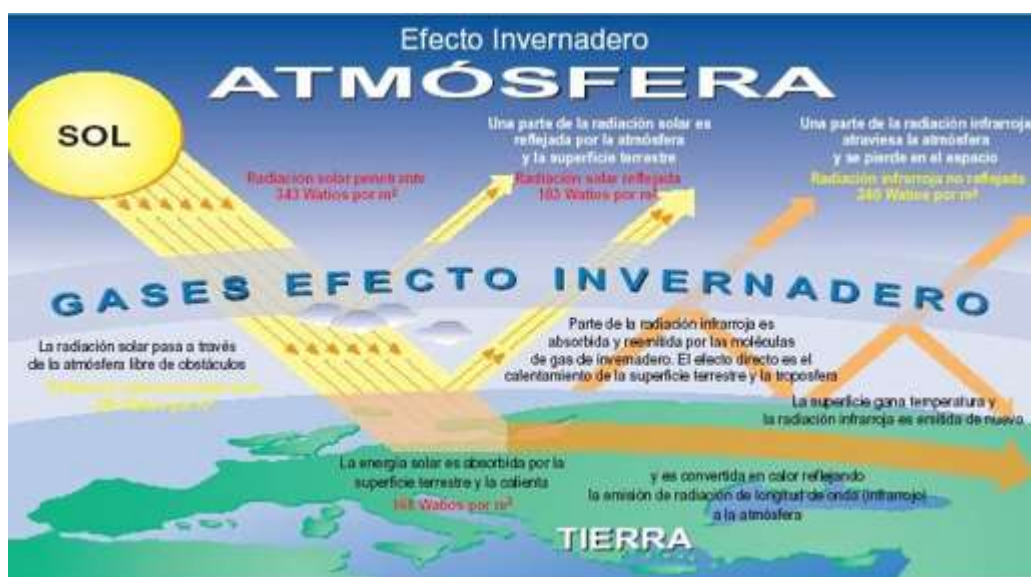 Efecto Invernadero
ATMÓSFERA
SOL
Una parte de la radiación solar es
reflejada por la atmósfera
y la superficie terrestre
Radiación solar reflejada
103 Watios por m²
Una parte de la radiación infrarroja
atraviesa la atmósfera
y se pierde en el espacio
Radiación infrarroja no reflejada
240 Watios por m²
Radiación solar penetrante
343 Watios por m²
GASES EFECTO INVERNADERO
La radiación solar pasa a través
de la atmósfera libre de obstáculos
Parte de la radiación infrarroja es
absorbida y reemitida por las moléculas
de gas de invernadero. El efecto directo es el
calentamiento de la superficie terrestre y la troposfera
La superficie gana temperatura y
la radiación infrarroja es emitida de nuevo
La energía solar es absorbida por la
superficie terrestre y la calienta
168 Watios por m²
y es convertida en calor reflejando
la emisión de radiación de longitud de onda (infrarrojo)
a la atmósfera
TIERRA